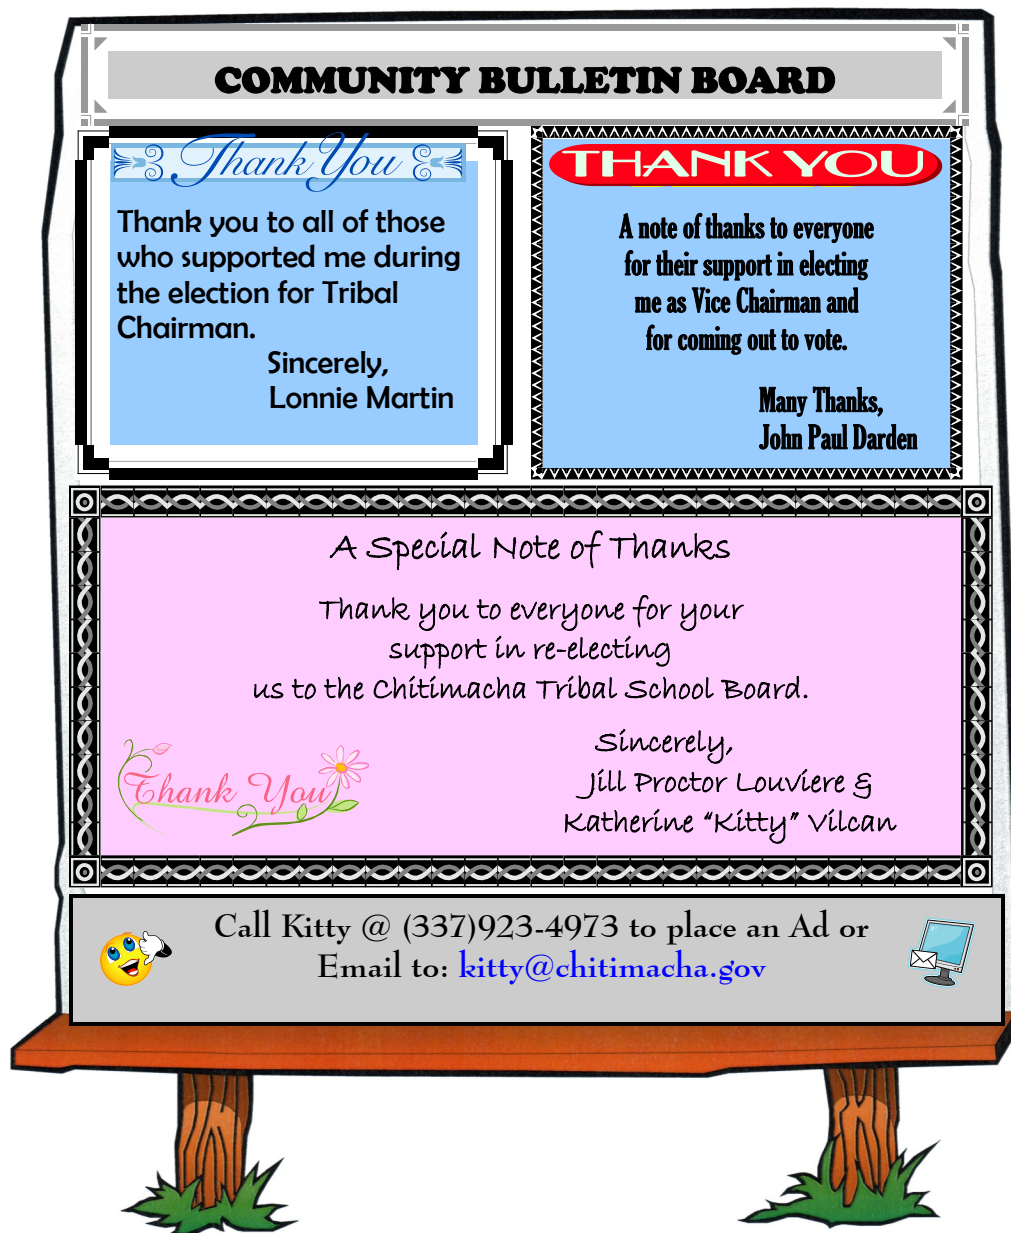 COMMUNITY BULLETIN BOARD
Thank You
Thank you to all of those
who supported me during
the election for Tribal
Chairman.
Sincerely,
Lonnie Martin
THANK YOU
A note of thanks to everyone
for their support in electing
me as Vice Chairman and
for coming out to vote.
Many Thanks,
John Paul Darden
A Special Note of Thanks
Thank you to everyone for your
support in re-electing
us to the Chitimacha Tribal School Board.
Sincerely,
Jill Proctor Louviere &
Katherine “Kitty” Vilcan
Thank You
Call Kitty @ (337)923-4973 to place an Ad or
Email to: kitty@chitimacha.gov